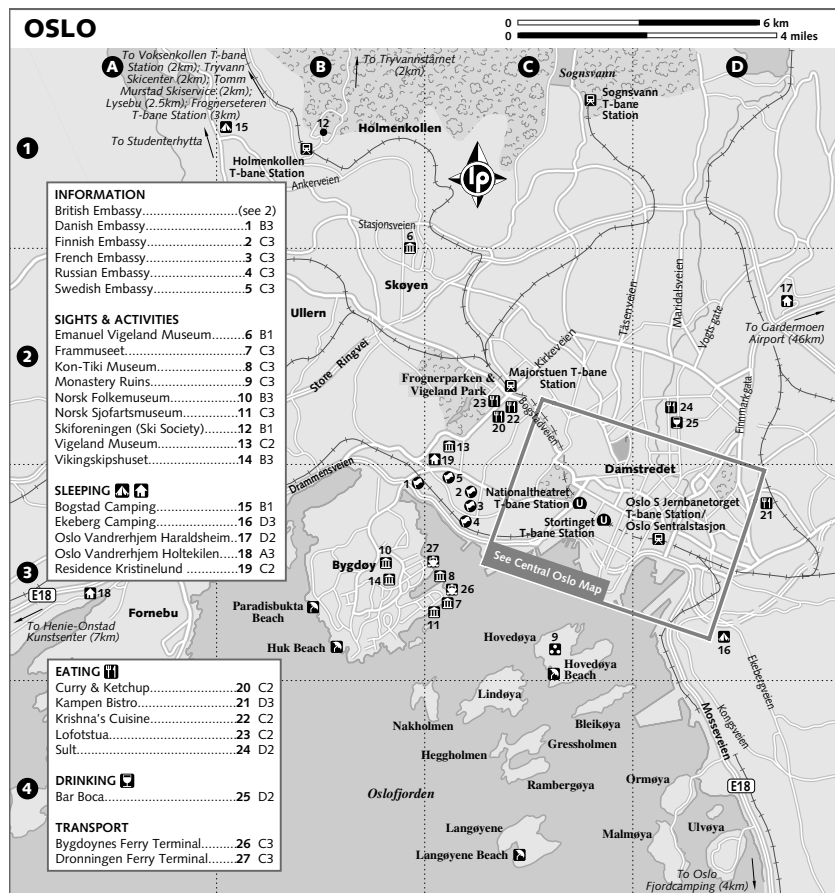 OSLO
0 6 km
0 4 miles
A
B
C
D
To Voksenkollen T-bane
Station (2km); Tryvann
Skicenter (2km); Tomm
Murstad Skiservice (2km);
Lysebu (2.5km); Frognerseteren
T-bane Station (3km)
To Tryvannstårnet
(2km)
Sognsvann
Sognsvann
T-bane
Station
15
12
Holmenkollen
To Studenterhytta
1
Holmenkollen
T-bane Station
lp
Ankerveien
INFORMATION
British Embassy.........................(see 2)
Danish Embassy.............................1 B3
Finnish Embassy............................2 C3
French Embassy.............................3 C3
Russian Embassy...........................4 C3
Swedish Embassy..........................5 C3
SIGHTS & ACTIVITIES
Emanuel Vigeland Museum........6 B1
Frammuseet..................................7 C3
Kon-Tiki Museum.........................8 C3
Monastery Ruins...........................9 C3
Norsk Folkemuseum..................10 B3
Norsk Sjofartsmuseum...............11 C3
Skiforeningen (Ski Society)........12 B1
Vigeland Museum......................13 C2
Vikingskipshuset.........................14 B3
SLEEPING
Bogstad Camping.......................15 B1
Ekeberg Camping.......................16 D3
Oslo Vandrerhjem Haraldsheim..17 D2
Oslo Vandrerhjem Holtekilen.....18 A3
Residence Kristinelund...............19 C2
Stasjonsveien
6
Skøyen
Ullern
2
Store Ringvei
Kirkeveien
Tåsenveien
Maridalsveien
Vogts gate
17
To Gardermoen
Airport (46km)
Finnmarkgata
Majorstuen T-bane
Station
Frognerparken &
Vigeland Park
23
22
20
Bogstadveien
24
25
13
19
Drammensveien
Damstredet
1
5
2
3
4
Nationaltheatret
T-bane Station
U
Stortinget
T-bane Station
U
Oslo S Jernbanetorget
T-bane Station/
Oslo Sentralstasjon
21
See Central Oslo Map
3
10
Bygdøy
14
27
8
26
7
11
E18
18
Fornebu
To Henie-Onstad
Kunstsenter (7km)
Paradisbukta
Beach
Huk Beach
Hovedøya
9
Hovedøya
Beach
16
Ekebergveien
Kongsveien
Mosseveien
EATING
Curry & Ketchup.........................20 C2
Kampen Bistro............................21 D3
Krishna's Cuisine........................22 C2
Lofotstua....................................23 C2
Sult.............................................24 D2
DRINKING
Bar Boca.....................................25 D2
TRANSPORT
Bygdoynes Ferry Terminal..........26 C3
Dronningen Ferry Terminal........27 C3
4
Lindøya
Nakholmen
Bleikøya
Gressholmen
Heggholmen
Rambergøya
Oslofjorden
Ormøya
E18
Langøyene
Malmøya
Ulvøya
Langøyene Beach
To Oslo
Fjordcamping (4km)